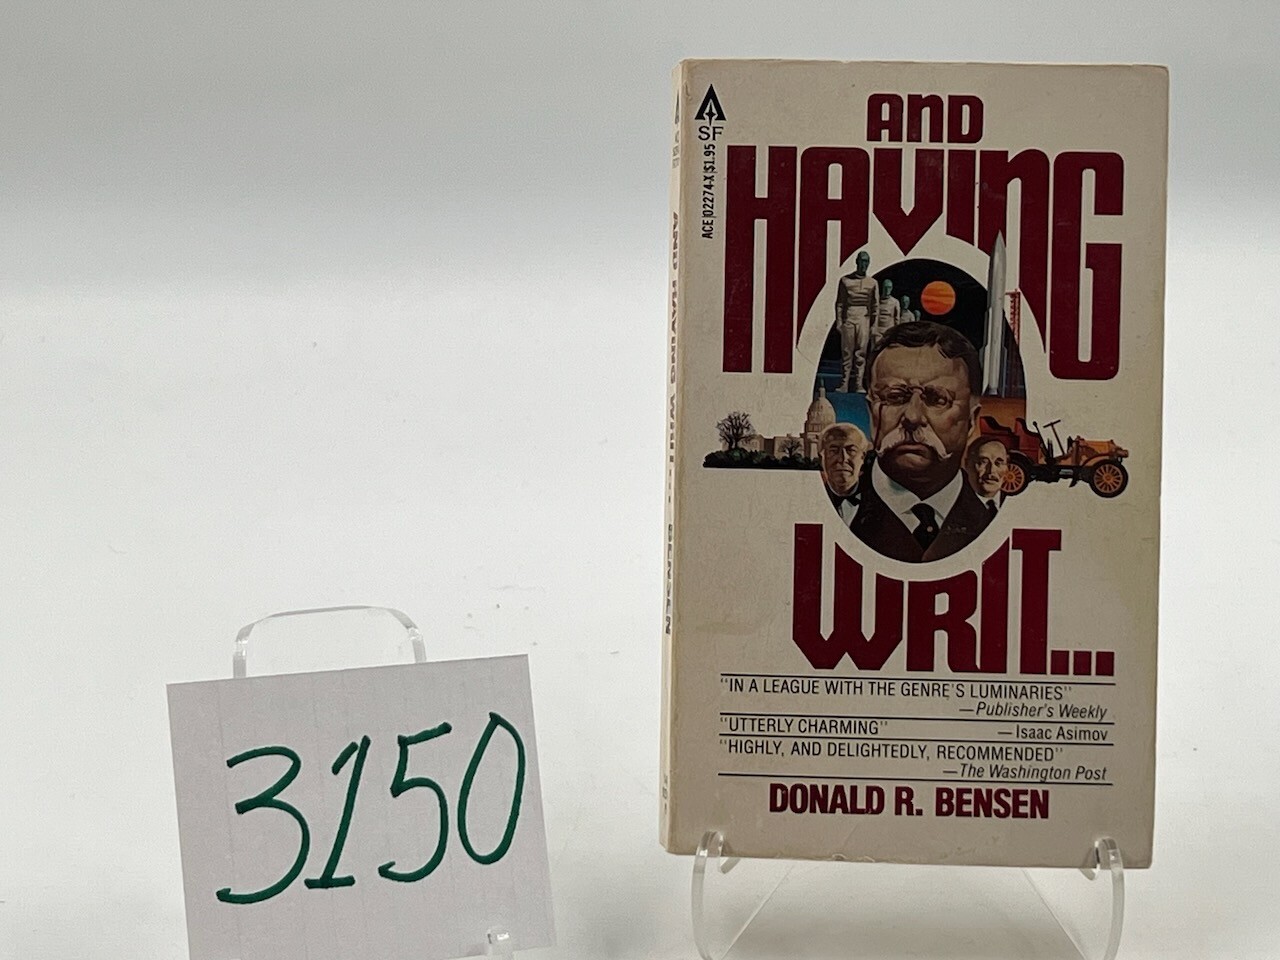 3150
SF
ACE 02274-X $1.95
AND
HAVING
WRIT...
"IN A LEAGUE WITH THE GENRE'S LUMINARIES"
—Publisher's Weekly
"UTTERLY CHARMING" — Isaac Asimov
"HIGHLY, AND DELIGHTEDLY, RECOMMENDED"
—The Washington Post
DONALD R. BENSEN
AND HAVING WRIT... BENSEN